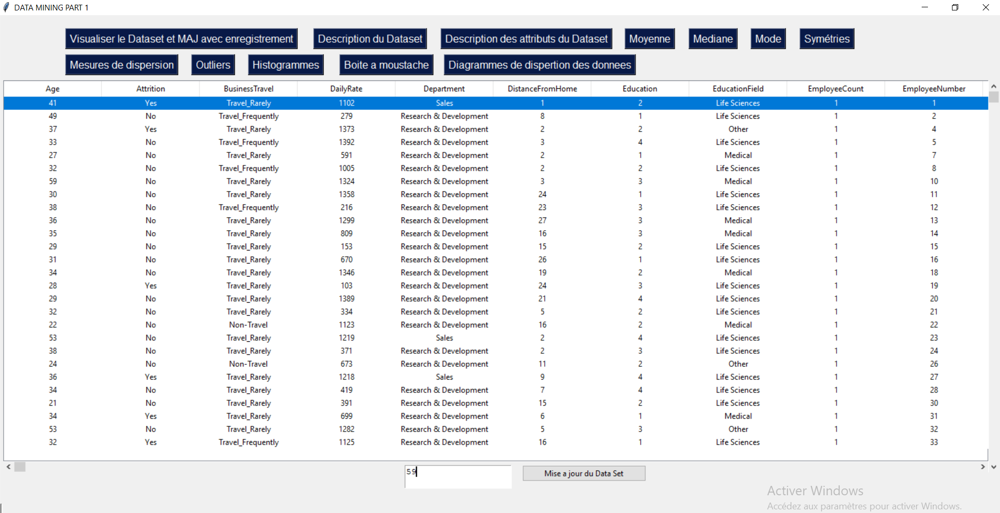 DATA MINING PART 1
Visualiser le Dataset et MAJ avec enregistrement Description du Dataset Description des attributs du Dataset Moyenne Mediane Mode Symétries
Mesures de dispersion Outliers Histogrammes Boite a moustache Diagrammes de dispertion des donnees
Age Attrition BusinessTravel DailyRate Department DistanceFromHome Education EducationField EmployeeCount EmployeeNumber
41 Yes Travel_Rarely 1102 Sales 1 2 Life Sciences 1 1
49 No Travel_Frequently 279 Research & Development 8 1 Life Sciences 1 2
37 Yes Travel_Rarely 1373 Research & Development 2 2 Other 1 4
33 No Travel_Frequently 1392 Research & Development 3 4 Life Sciences 1 5
27 No Travel_Rarely 591 Research & Development 2 1 Medical 1 7
32 No Travel_Frequently 1005 Research & Development 2 2 Life Sciences 1 8
59 No Travel_Rarely 1324 Research & Development 3 3 Medical 1 10
30 No Travel_Rarely 1358 Research & Development 24 1 Life Sciences 1 11
38 No Travel_Frequently 216 Research & Development 23 3 Life Sciences 1 12
36 No Travel_Rarely 1299 Research & Development 27 3 Medical 1 13
35 No Travel_Rarely 809 Research & Development 16 3 Medical 1 14
29 No Travel_Rarely 153 Research & Development 15 2 Life Sciences 1 15
31 No Travel_Rarely 670 Research & Development 26 1 Life Sciences 1 16
34 No Travel_Rarely 1346 Research & Development 19 2 Medical 1 18
28 Yes Travel_Rarely 103 Research & Development 24 3 Life Sciences 1 19
29 No Travel_Rarely 1389 Research & Development 21 4 Life Sciences 1 20
32 No Travel_Rarely 334 Research & Development 5 2 Life Sciences 1 21
22 No Non-Travel 1123 Research & Development 16 2 Medical 1 22
53 No Travel_Rarely 1219 Sales 2 4 Life Sciences 1 23
38 No Travel_Rarely 371 Research & Development 2 3 Life Sciences 1 24
24 No Non-Travel 673 Research & Development 11 2 Other 1 26
36 Yes Travel_Rarely 1218 Sales 9 4 Life Sciences 1 27
34 No Travel_Rarely 419 Research & Development 7 4 Life Sciences 1 28
21 No Travel_Rarely 391 Research & Development 15 2 Life Sciences 1 30
34 Yes Travel_Rarely 699 Research & Development 6 1 Medical 1 31
53 No Travel_Rarely 1282 Research & Development 5 3 Other 1 32
32 Yes Travel_Frequently 1125 Research & Development 16 1 Life Sciences 1 33
59 Mise a jour du Data Set
Activer Windows
Accédez aux paramètres pour activer Windows.